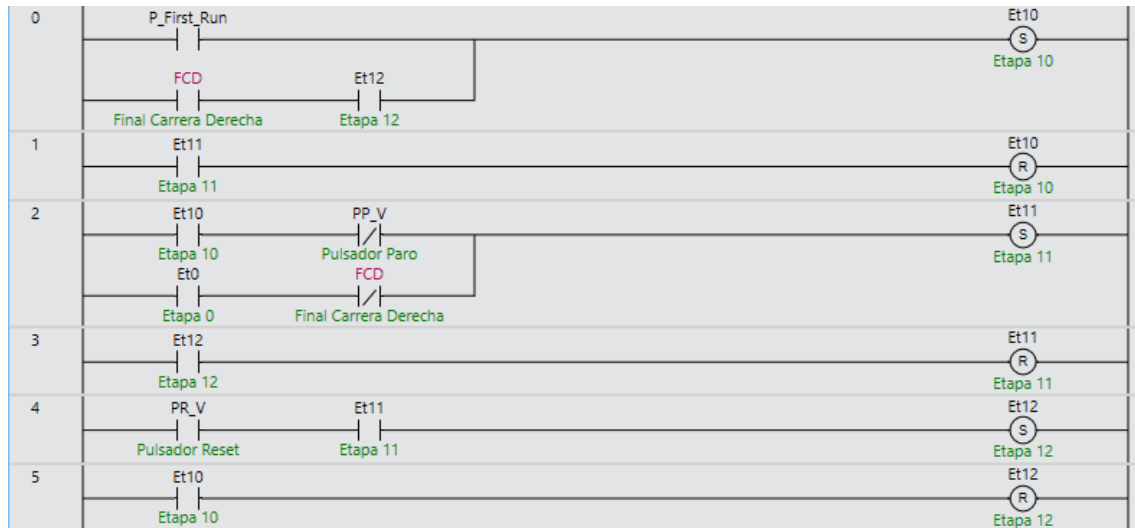 0 P_First_Run Et10
S
Etapa 10
FCD Et12
Final Carrera Derecha Etapa 12
1 Et11 Et10
R
Etapa 11 Etapa 10
2 Et10 PP_V Et11
S
Etapa 10 Pulsador Paro Etapa 11
Et0 FCD
Etapa 0 Final Carrera Derecha
3 Et12 Et11
R
Etapa 12 Etapa 11
4 PR_V Et11 Et12
S
Pulsador Reset Etapa 11 Etapa 12
5 Et10 Et12
R
Etapa 10 Etapa 12